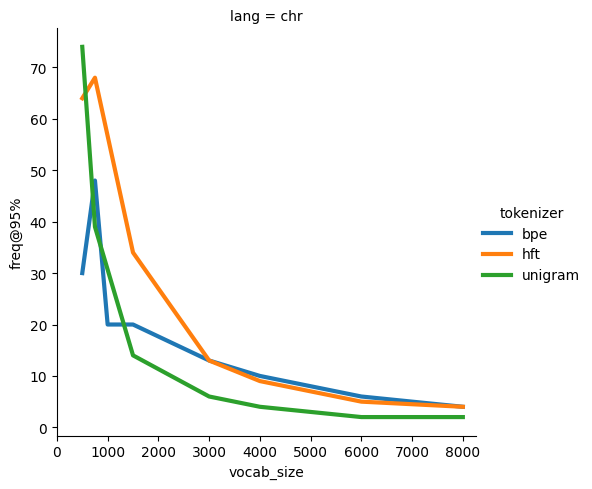 lang = chr
70
60
50
40
30
20
10
0
freq@95%
0 1000 2000 3000 4000 5000 6000 7000 8000
vocab_size
tokenizer
bpe
hft
unigram